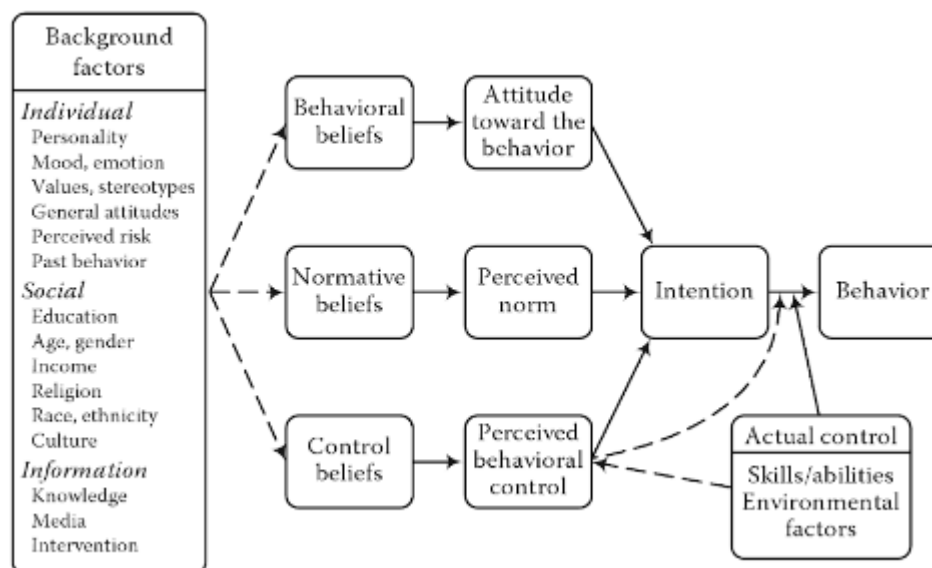 Background
factors
Individual
Personality
Mood, emotion
Values, stereotypes
General attitudes
Perceived risk
Past behavior
Social
Education
Age, gender
Income
Religion
Race, ethnicity
Culture
Information
Knowledge
Media
Intervention
Behavioral
beliefs
Attitude
toward the
behavior
Normative
beliefs
Perceived
norm
Intention
Behavior
Control
beliefs
Perceived
behavioral
control
Actual control
Skills/abilities
Environmental
factors